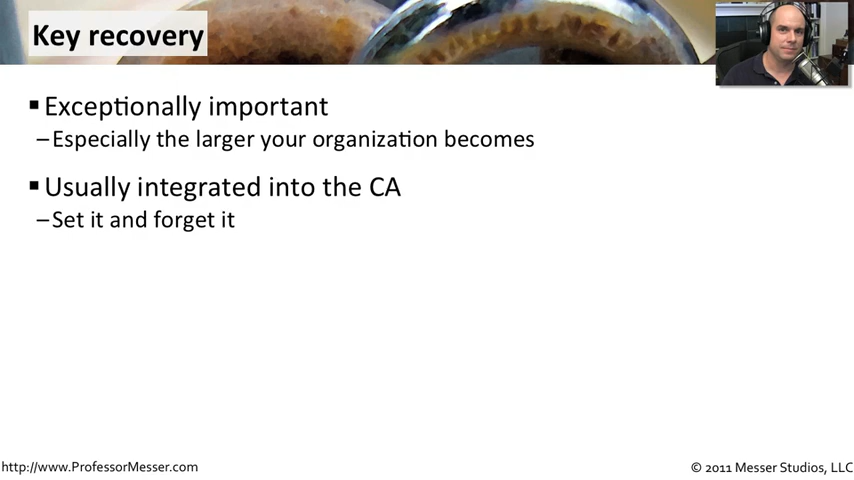 Key recovery
▪ Exceptionally important
–Especially the larger your organization becomes
▪ Usually integrated into the CA
–Set it and forget it
http://www.ProfessorMesser.com
© 2011 Messer Studios, LLC